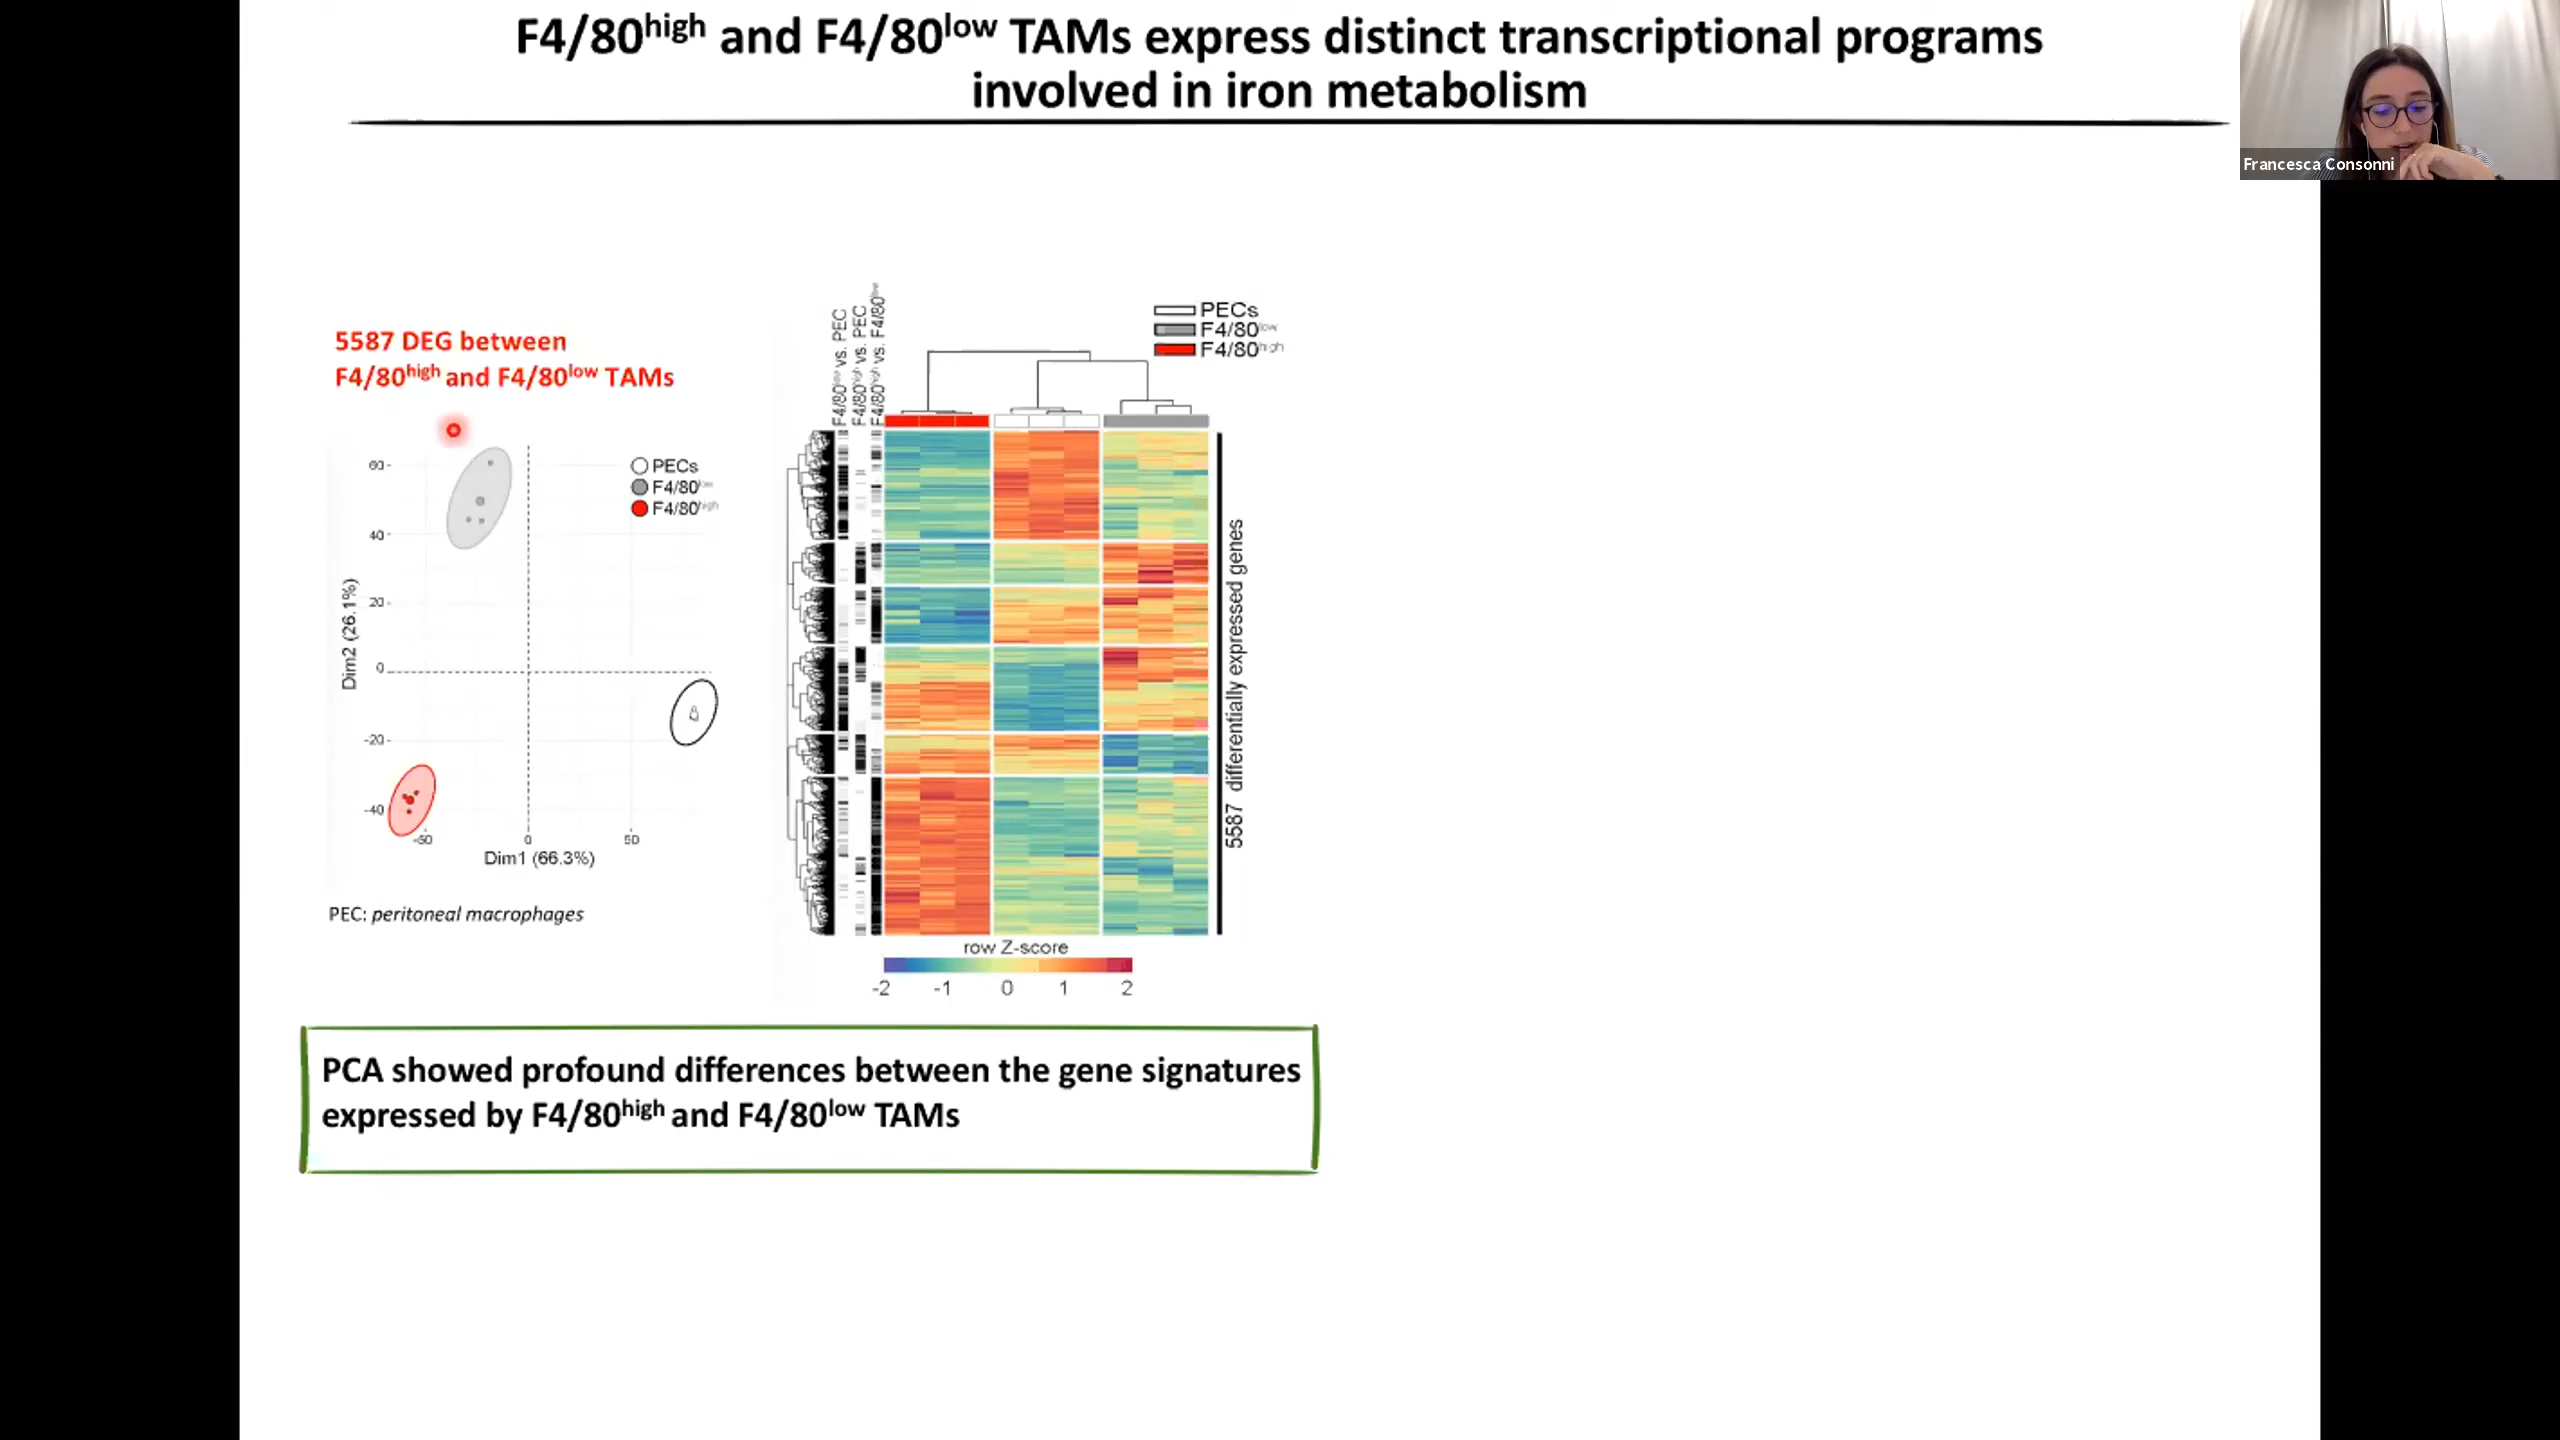 F4/80high and F4/80low TAMs express distinct transcriptional programs
involved in iron metabolism
Francesca Consonni
5587 DEG between
F4/80high and F4/80low TAMs
60
40
20
0
-20
-40
-50
0
50
Dim2 (26.1%)
Dim1 (66.3%)
PECs
F4/80low
F4/80high
PEC: peritoneal macrophages
F4/80low vs. PEC
F4/80high vs. PEC
F4/80high vs. F4/80low
PECs
F4/80low
F4/80high
5587 differentially expressed genes
row Z-score
-2 -1 0 1 2
PCA showed profound differences between the gene signatures
expressed by F4/80high and F4/80low TAMs